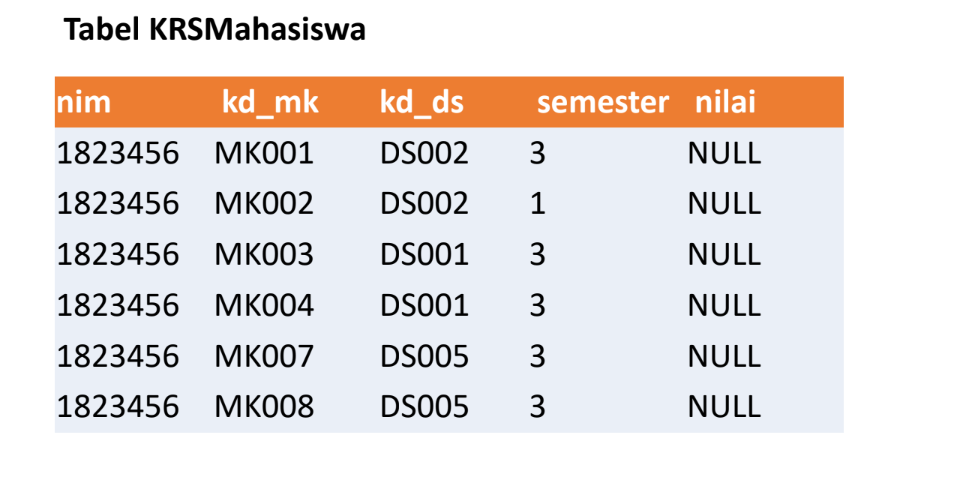 Tabel KRSMahasiswa
nim kd_mk kd_ds semester nilai
1823456 MK001 DS002 3 NULL
1823456 MK002 DS002 1 NULL
1823456 MK003 DS001 3 NULL
1823456 MK004 DS001 3 NULL
1823456 MK007 DS005 3 NULL
1823456 MK008 DS005 3 NULL